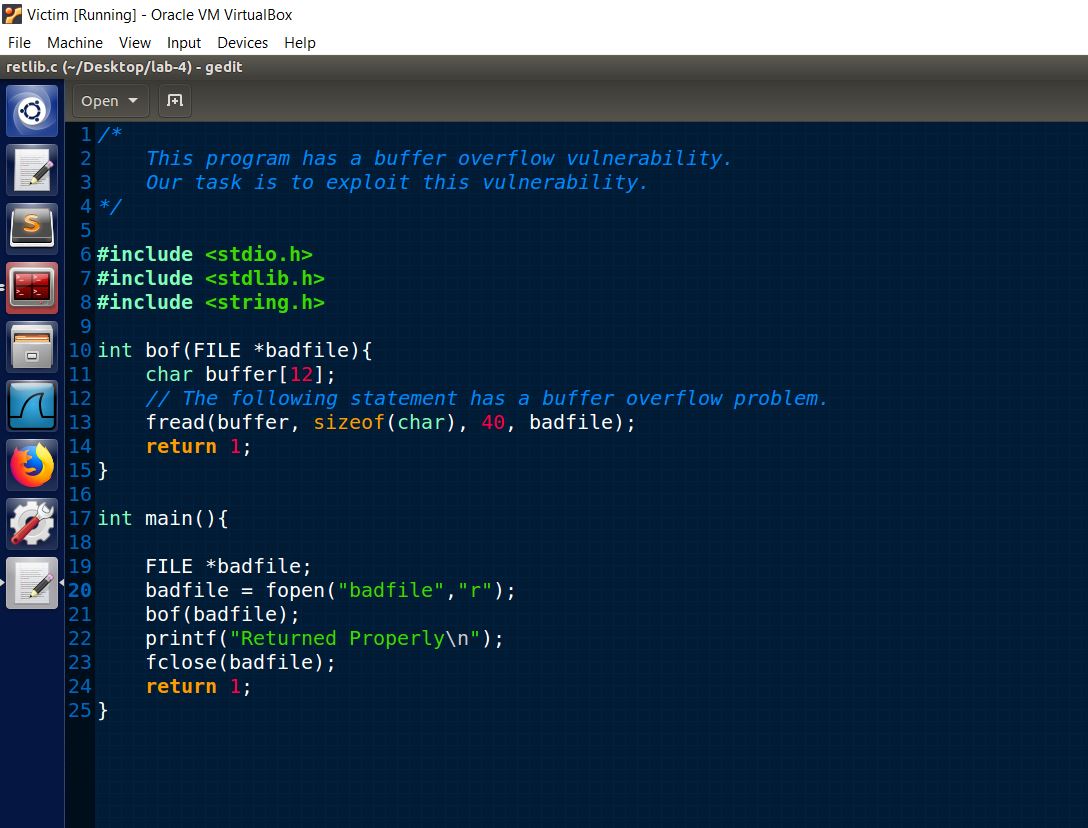 Victim [Running] - Oracle VM VirtualBox
File Machine View Input Devices Help
retlib.c (~/Desktop/lab-4) - gedit
Open
1 /*
2     This program has a buffer overflow vulnerability.
3     Our task is to exploit this vulnerability.
4 */
5
6 #include <stdio.h>
7 #include <stdlib.h>
8 #include <string.h>
9
10 int bof(FILE *badfile){
11     char buffer[12];
12     // The following statement has a buffer overflow problem.
13     fread(buffer, sizeof(char), 40, badfile);
14     return 1;
15 }
16
17 int main(){
18
19     FILE *badfile;
20     badfile = fopen("badfile","r");
21     bof(badfile);
22     printf("Returned Properly\n");
23     fclose(badfile);
24     return 1;
25 }